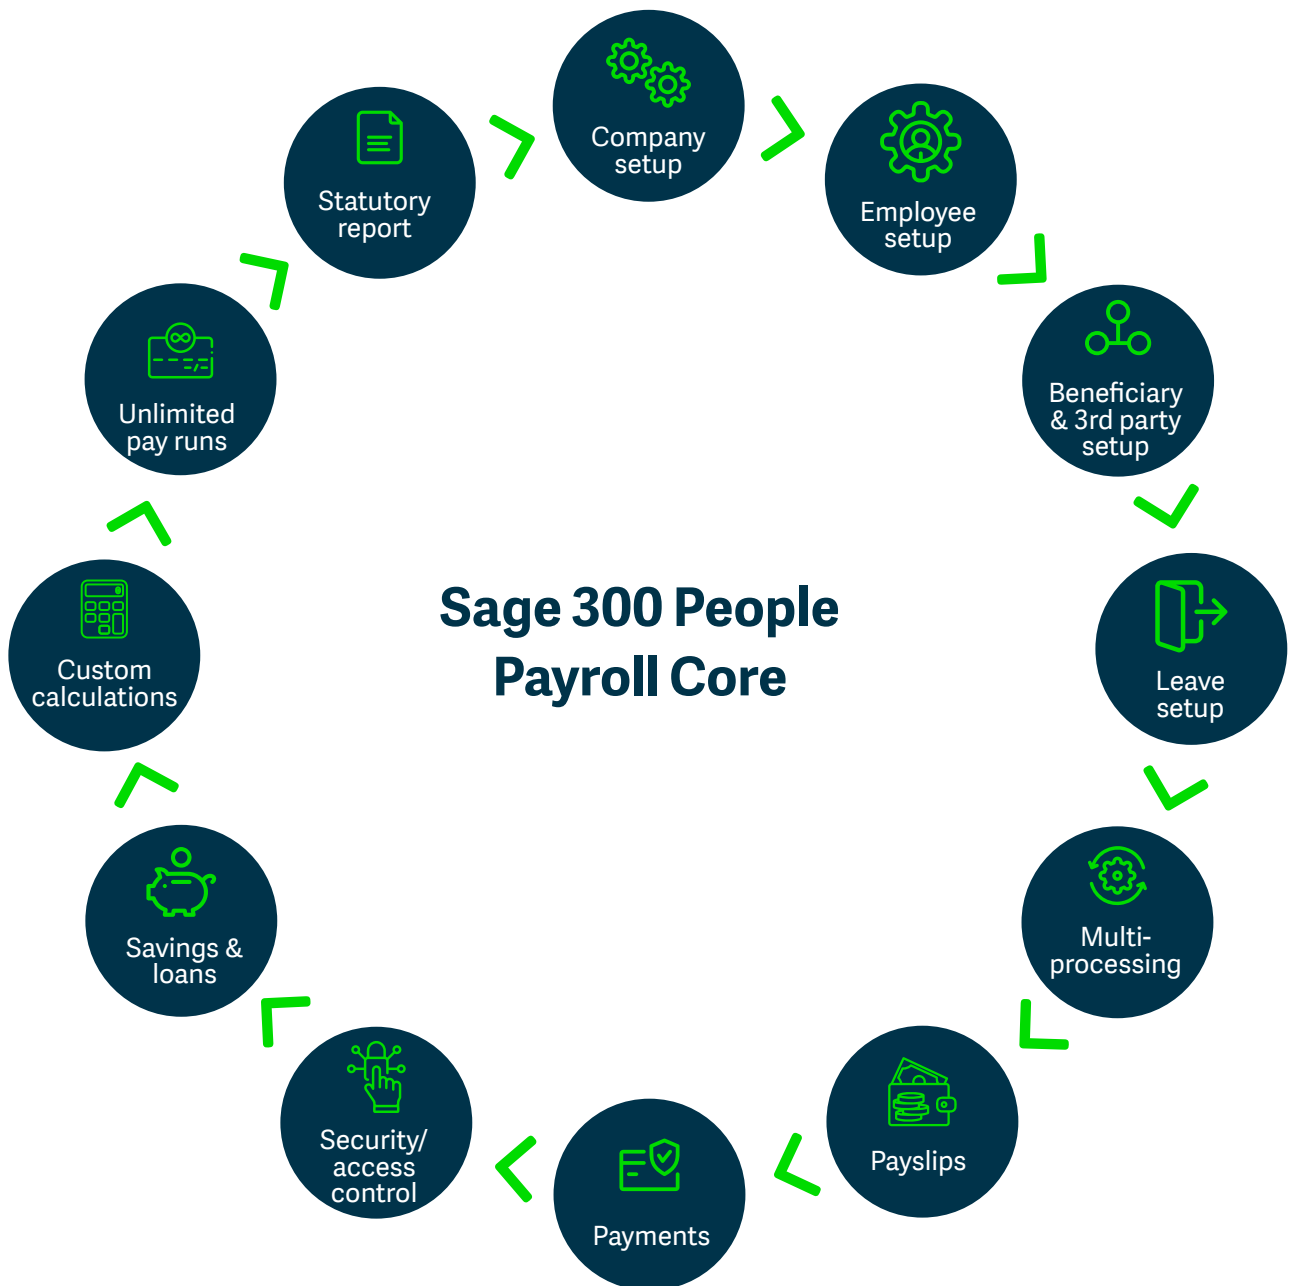 Company
setup
Employee
setup
Beneficiary
& 3rd party
setup
Leave
setup
Multi-
processing
Payslips
Payments
Security/
access
control
Savings &
loans
Custom
calculations
Unlimited
pay runs
Statutory
report
Sage 300 People
Payroll Core